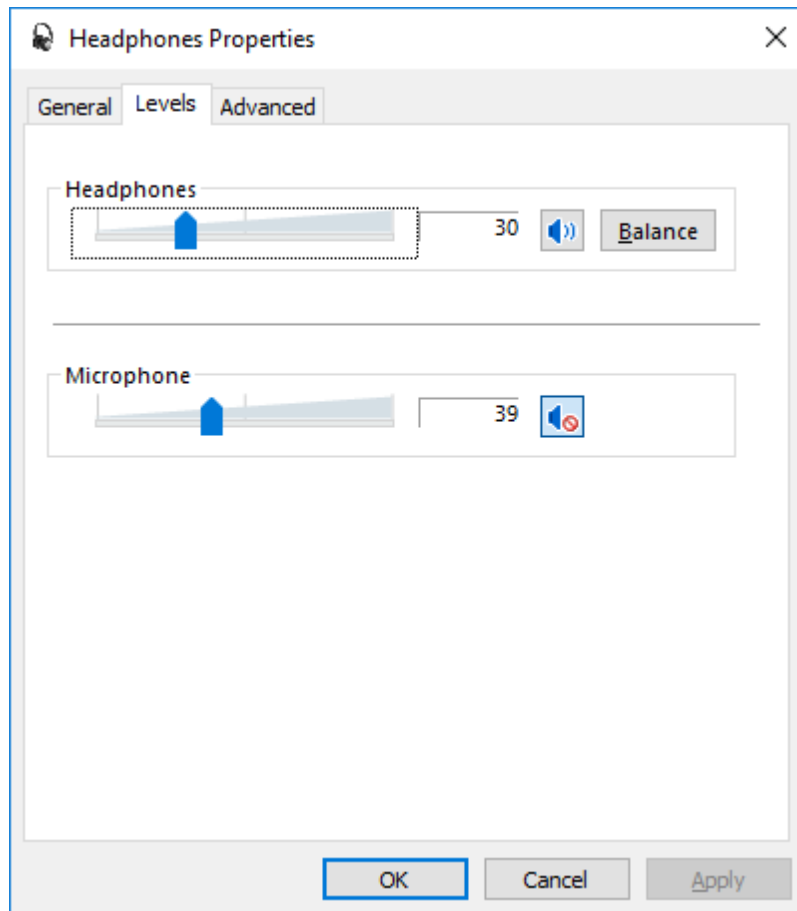 Headphones Properties
General Levels Advanced
Headphones
30 Balance
Microphone
39
OK Cancel Apply